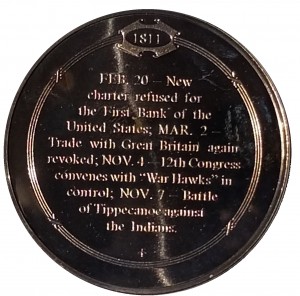 1811
FEB. 20 – New
charter refused for
the First Bank of the
United States; MAR. 2 –
Trade with Great Britain again
revoked; NOV. 4 – 12th Congress
convenes with "War Hawks" in
control; NOV. 7 – Battle
of Tippecanoe against
the Indians.